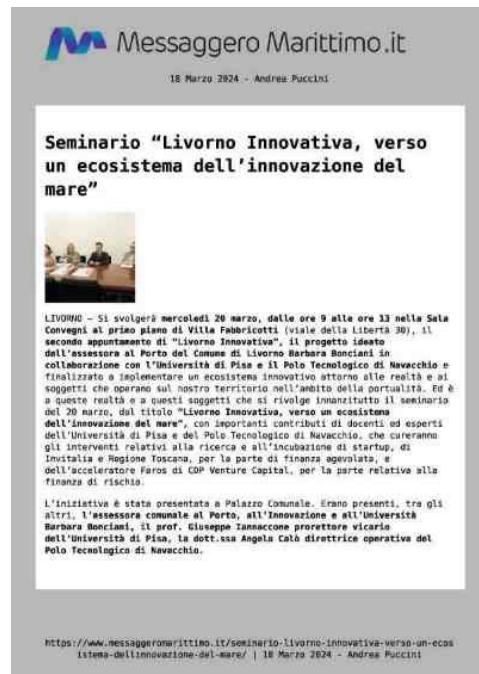 Messaggero Marittimo.it
18 Marzo 2024 - Andrea Puccini
Seminario “Livorno Innovativa, verso
un ecosistema dell’innovazione del
mare”
LIVORNO – Si svolgerà mercoledì 20 marzo, dalle ore 9 alle ore 13 nella Sala
Convegni al primo piano di Villa Fabbricotti (viale della Libertà 30), il
secondo appuntamento di “Livorno Innovativa”, il progetto ideato
dell’assessora al Porto del Comune di Livorno Barbara Bonciani in
collaborazione con l’Università di Pisa e il Polo Tecnologico di Navacchio e
finalizzato a implementare un ecosistema innovativo attorno alle realtà e ai
soggetti che operano sul nostro territorio nell’ambito della portualità. Ed è
a queste realtà e a questi soggetti che si rivolge innanzitutto il seminario
del 20 marzo, dal titolo “Livorno Innovativa, verso un ecosistema
dell’innovazione del mare”, con importanti contributi di docenti ed esperti
dell’Università di Pisa e del Polo Tecnologico di Navacchio, che cureranno
gli interventi relativi alla ricerca e all’incubazione di startup, di
Invitalia e Regione Toscana, per la parte di finanza agevolata, e
dell’acceleratore Faros di CDP Venture Capital, per la parte relativa alla
finanza di rischio.
L’iniziativa è stata presentata a Palazzo Comunale. Erano presenti, tra gli
altri, l’assessora comunale al Porto, all’Innovazione e all’Università
Barbara Bonciani, il prof. Giuseppe Iannaccone prorettore vicario
dell’Università di Pisa, la dott.ssa Angela Calò direttrice operativa del
Polo Tecnologico di Navacchio.
https://www.messaggeromarittimo.it/seminario-livorno-innovativa-verso-un-ecos
istema-dellinnovazione-del-mare/ | 18 Marzo 2024 - Andrea Puccini